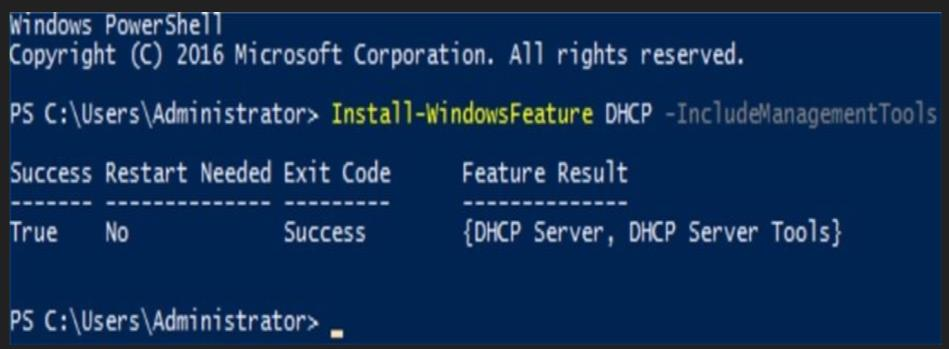 Windows PowerShell
Copyright (C) 2016 Microsoft Corporation. All rights reserved.
PS C:\Users\Administrator> Install-WindowsFeature DHCP -IncludeManagementTools
Success Restart Needed Exit Code      Feature Result
------- -------------- ---------      --------------
True    No             Success        {DHCP Server, DHCP Server Tools}
PS C:\Users\Administrator> _